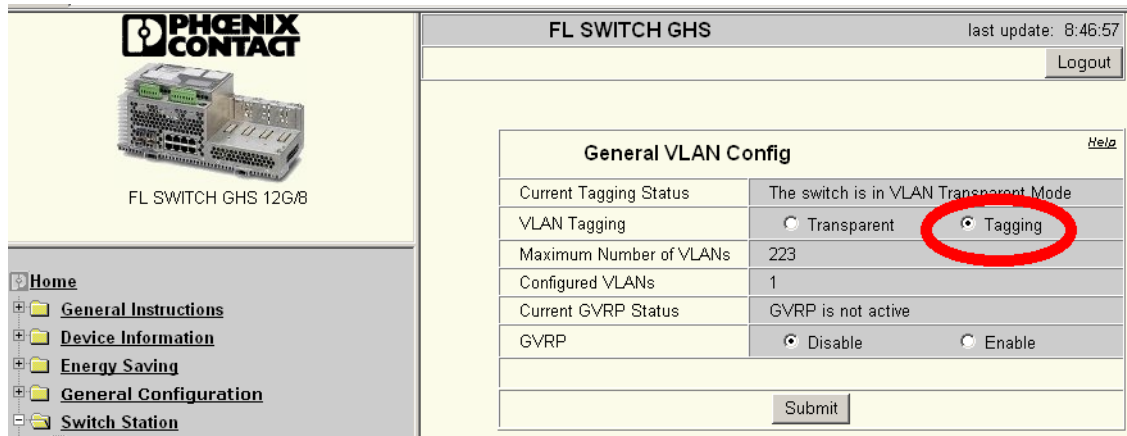 PHŒNIX
CONTACT
FL SWITCH GHS 12G/8
Home
General Instructions
Device Information
Energy Saving
General Configuration
Switch Station
FL SWITCH GHS last update: 8:46:57
Logout
General VLAN Config Help
Current Tagging Status The switch is in VLAN Transparent Mode
VLAN Tagging Transparent Tagging
Maximum Number of VLANs 223
Configured VLANs 1
Current GVRP Status GVRP is not active
GVRP Disable Enable
Submit